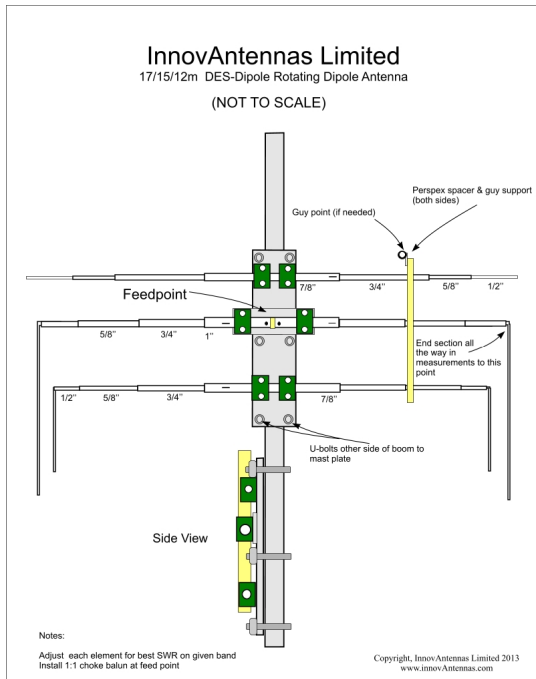 InnovAntennas Limited
17/15/12m DES-Dipole Rotating Dipole Antenna
(NOT TO SCALE)
Perspex spacer & guy support
(both sides)
Guy point (if needed)
7/8" 3/4" 5/8" 1/2"
Feedpoint
5/8" 3/4" 1"
End section all
the way in
measurements to this
point
1/2" 5/8" 3/4" 7/8"
U-bolts other side of boom to
mast plate
Side View
Notes:
Adjust each element for best SWR on given band
Install 1:1 choke balun at feed point
Copyright, InnovAntennas Limited 2013
www.innovAntennas.com